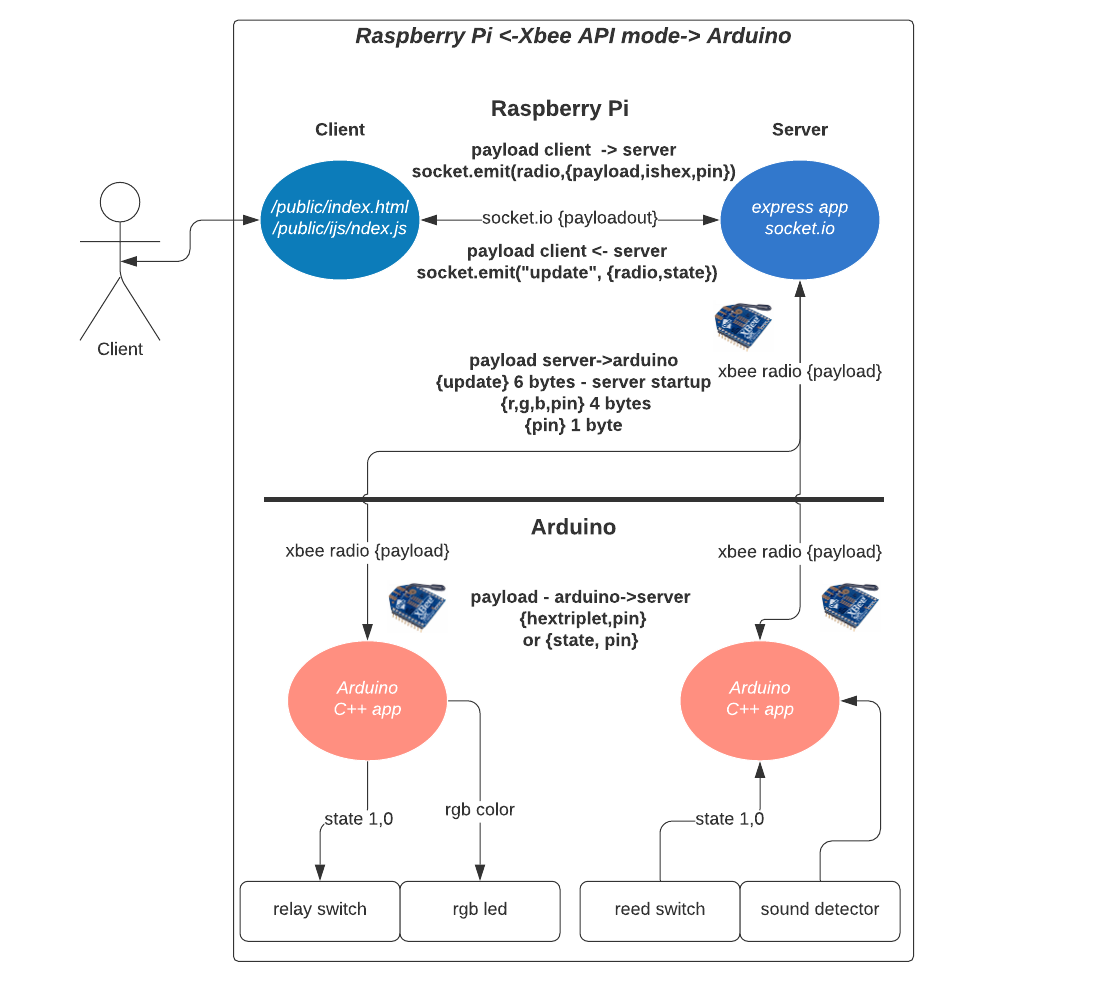 Raspberry Pi <-Xbee API mode-> Arduino
Raspberry Pi
Client
Server
payload client  -> server
socket.emit(radio,{payload,ishex,pin})
/public/index.html
/public/ijs/ndex.js
socket.io {payloadout}
express app
socket.io
payload client <- server
socket.emit("update", {radio,state})
Client
payload server->arduino
{update} 6 bytes - server startup
{r,g,b,pin} 4 bytes
{pin} 1 byte
xbee radio {payload}
Arduino
xbee radio {payload}
xbee radio {payload}
payload - arduino->server
{hextriplet,pin}
or {state, pin}
Arduino
C++ app
Arduino
C++ app
state 1,0
rgb color
state 1,0
relay switch
rgb led
reed switch
sound detector